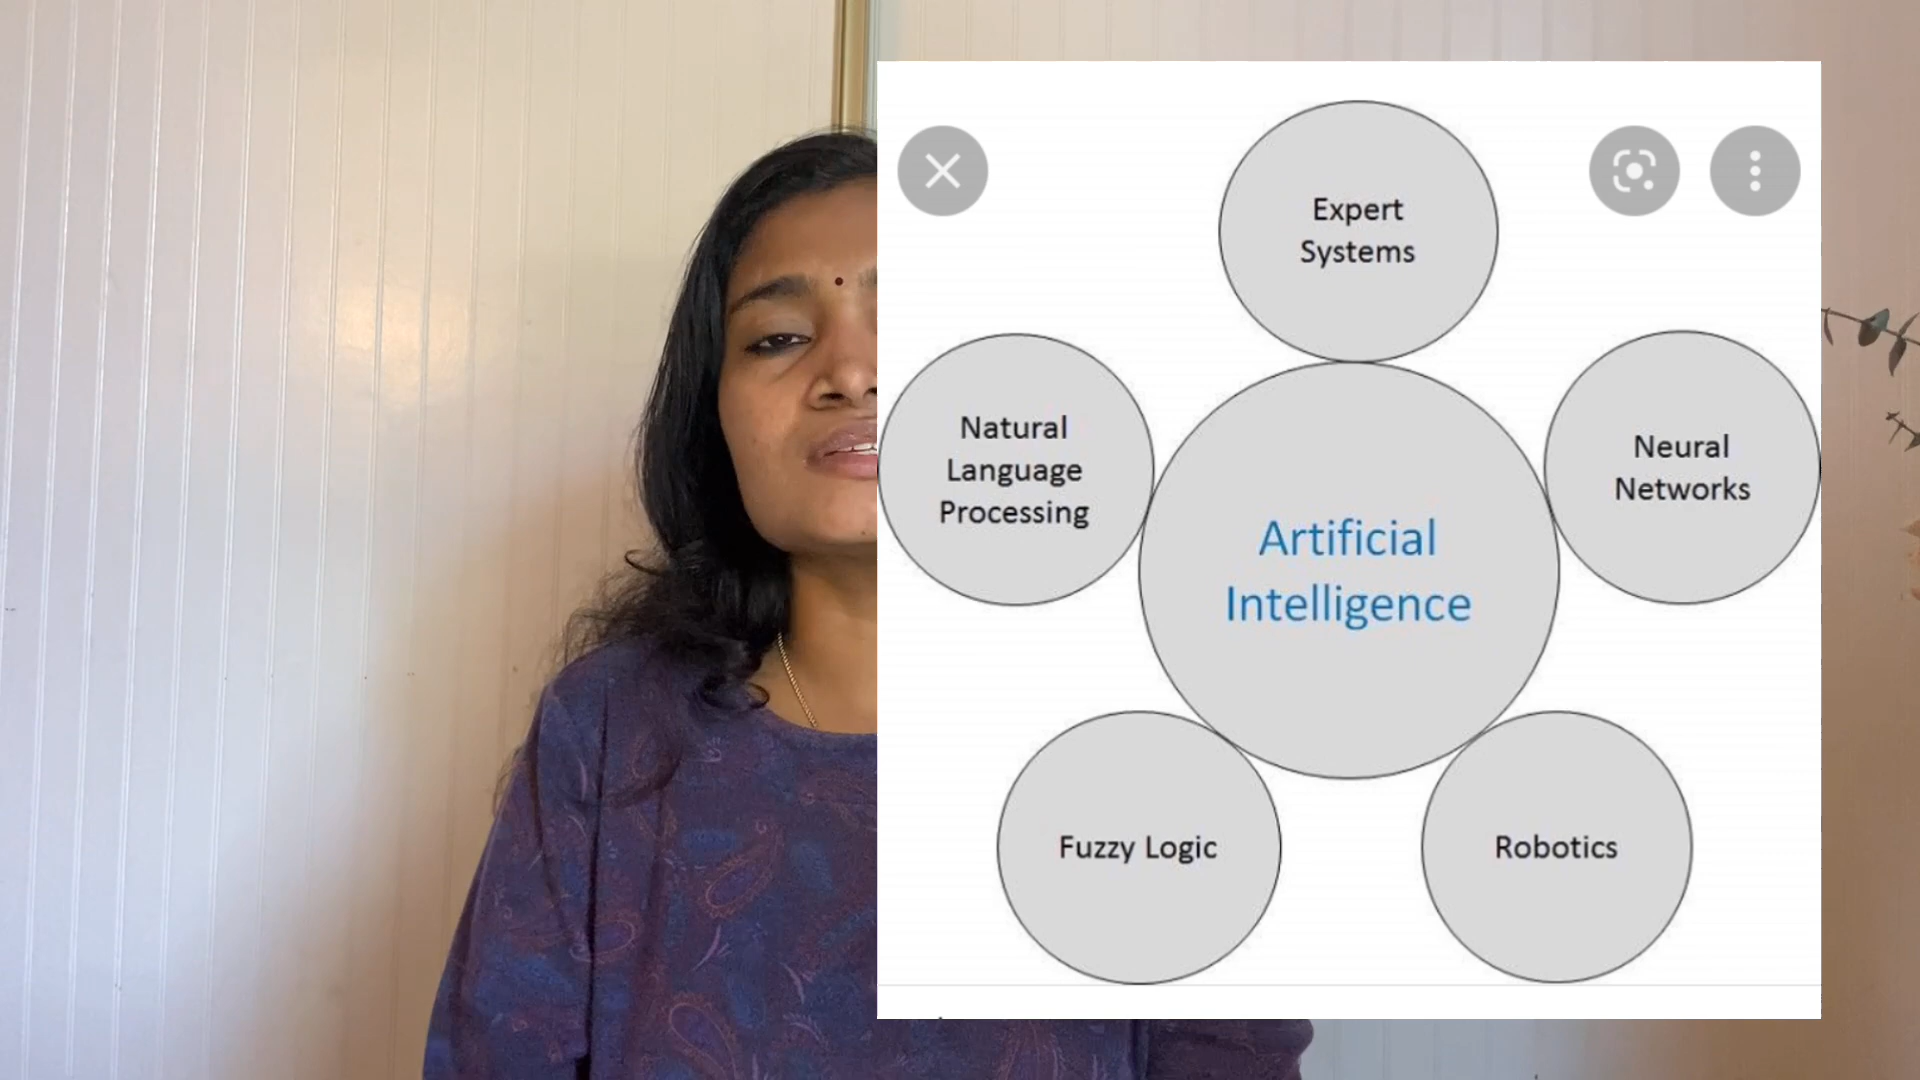 Expert
Systems
Natural
Language
Processing
Neural
Networks
Artificial
Intelligence
Fuzzy Logic
Robotics